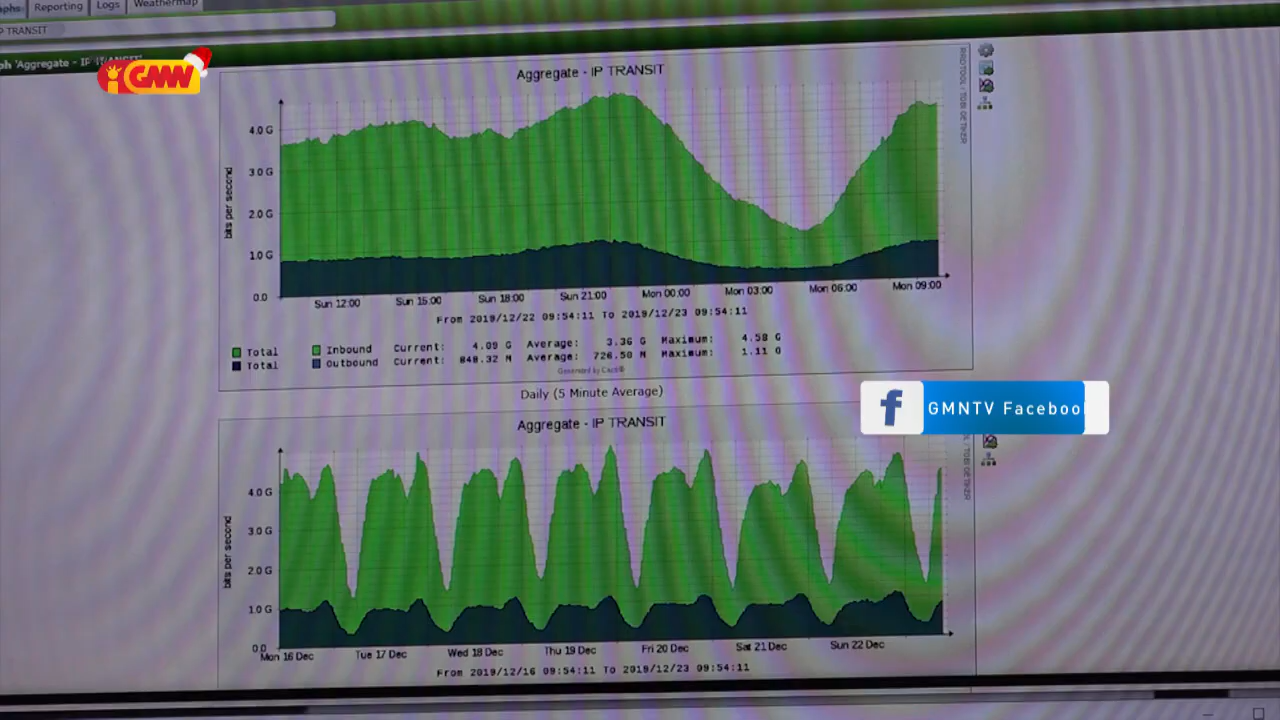 Reporting
Logs
Weathermap
TRANSIT
iGMN
Aggregate - IP TRANSIT
bits per second
4.0 G
3.0 G
2.0 G
1.0 G
0.0
Sun 12:00 Sun 15:00 Sun 18:00 Sun 21:00 Mon 00:00 Mon 03:00 Mon 06:00 Mon 09:00
From 2019/12/22 09:54:11 To 2019/12/23 09:54:11
Total Inbound Current: 4.09 G Average: 3.36 G Maximum: 4.58 G
Total Outbound Current: 848.32 M Average: 726.50 M Maximum: 1.11 G
Generated by Cacti®
Daily (5 Minute Average)
GMNTV Faceboo
Aggregate - IP TRANSIT
bits per second
4.0 G
3.0 G
2.0 G
1.0 G
0.0
Mon 16 Dec Tue 17 Dec Wed 18 Dec Thu 19 Dec Fri 20 Dec Sat 21 Dec Sun 22 Dec
From 2019/12/16 09:54:11 To 2019/12/23 09:54:11